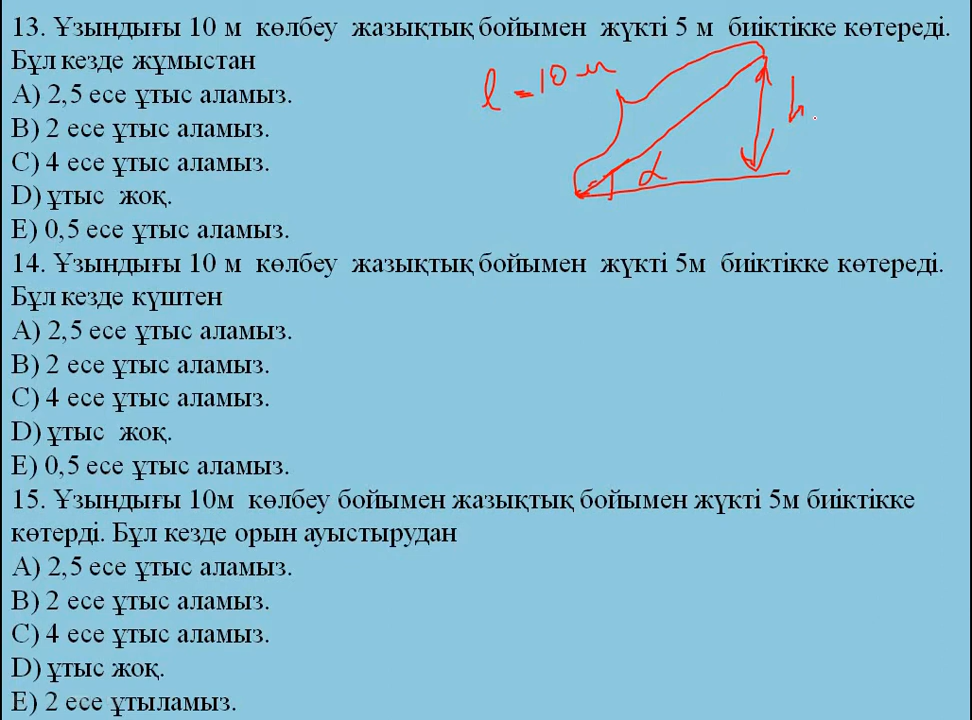 13. Ұзындығы 10 м көлбеу жазықтық бойымен жүкті 5 м биіктікке көтереді.
Бұл кезде жұмыстан
A) 2,5 есе ұтыс аламыз.
B) 2 есе ұтыс аламыз.
C) 4 есе ұтыс аламыз.
D) ұтыс жоқ.
E) 0,5 есе ұтыс аламыз.
l = 10 м
h
α
14. Ұзындығы 10 м көлбеу жазықтық бойымен жүкті 5м биіктікке көтереді.
Бұл кезде күштен
A) 2,5 есе ұтыс аламыз.
B) 2 есе ұтыс аламыз.
C) 4 есе ұтыс аламыз.
D) ұтыс жоқ.
E) 0,5 есе ұтыс аламыз.
15. Ұзындығы 10м көлбеу бойымен жазықтық бойымен жүкті 5м биіктікке
көтерді. Бұл кезде орын ауыстырудан
A) 2,5 есе ұтыс аламыз.
B) 2 есе ұтыс аламыз.
C) 4 есе ұтыс аламыз.
D) ұтыс жоқ.
E) 2 есе ұтыламыз.